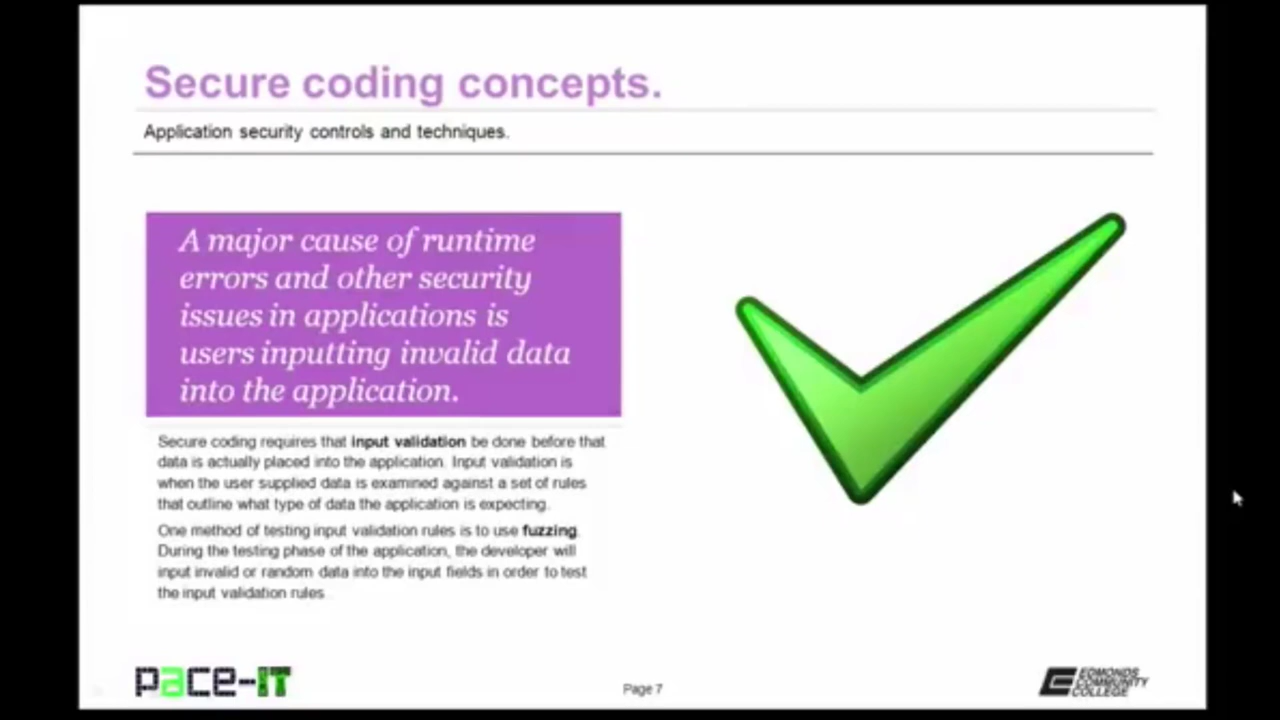 Secure coding concepts.
Application security controls and techniques.
A major cause of runtime
errors and other security
issues in applications is
users inputting invalid data
into the application.
Secure coding requires that input validation be done before that
data is actually placed into the application. Input validation is
when the user supplied data is examined against a set of rules
that outline what type of data the application is expecting.
One method of testing input validation rules is to use fuzzing.
During the testing phase of the application, the developer will
input invalid or random data into the input fields in order to test
the input validation rules.
pace-IT
Page 7
EDMONDS
COMMUNITY
COLLEGE